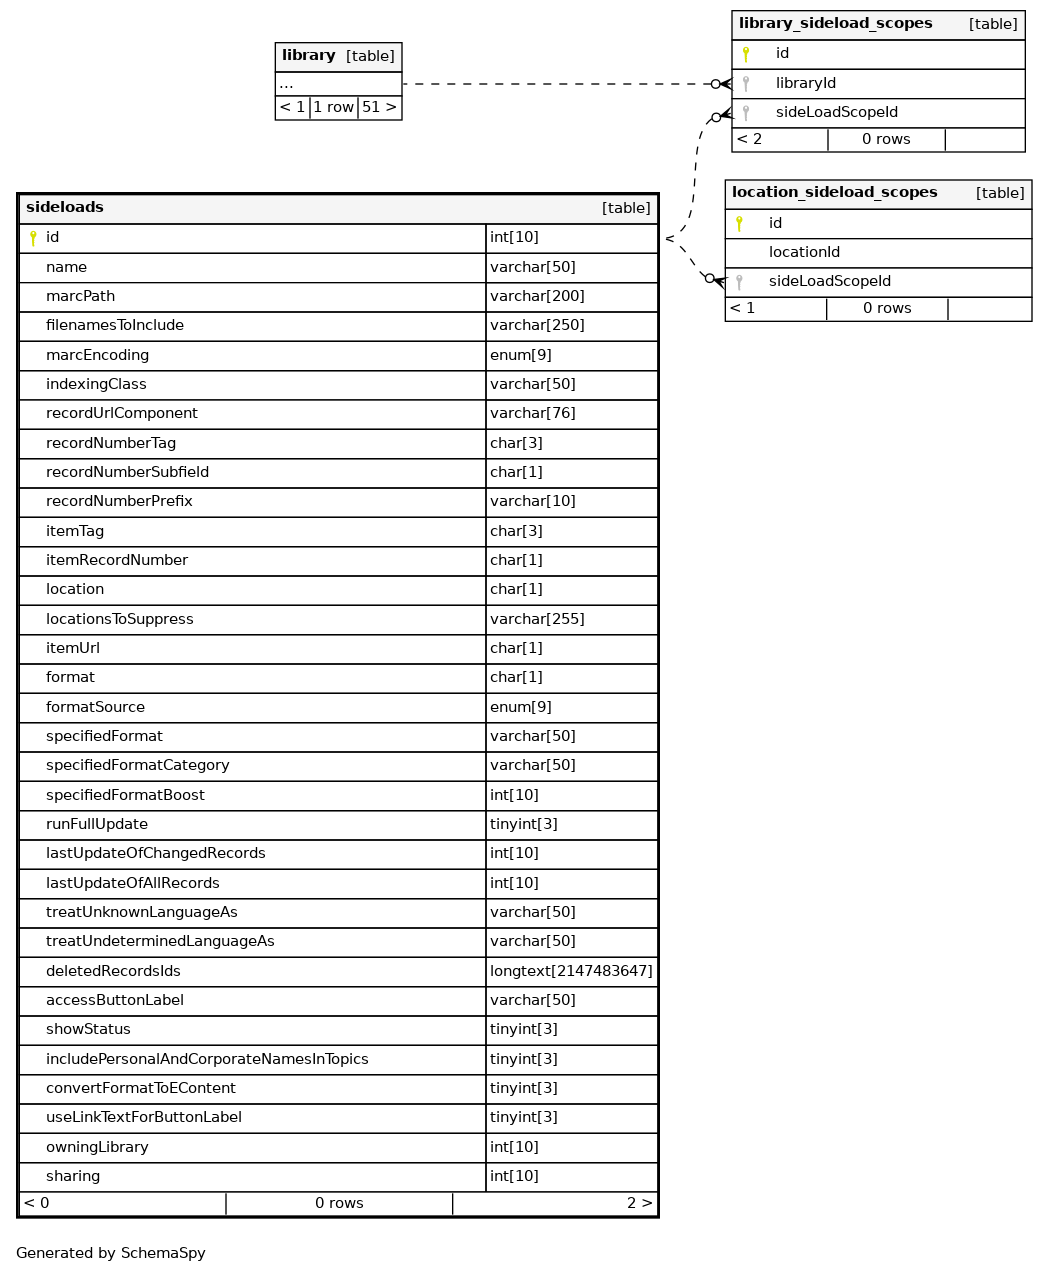 library [table]
...
< 1 1 row 51 >
library_sideload_scopes [table]
id
libraryId
sideLoadScopeId
< 2 0 rows
location_sideload_scopes [table]
id
locationId
sideLoadScopeId
< 1 0 rows
sideloads [table]
id int[10]
name varchar[50]
marcPath varchar[200]
filenamesToInclude varchar[250]
marcEncoding enum[9]
indexingClass varchar[50]
recordUrlComponent varchar[76]
recordNumberTag char[3]
recordNumberSubfield char[1]
recordNumberPrefix varchar[10]
itemTag char[3]
itemRecordNumber char[1]
location char[1]
locationsToSuppress varchar[255]
itemUrl char[1]
format char[1]
formatSource enum[9]
specifiedFormat varchar[50]
specifiedFormatCategory varchar[50]
specifiedFormatBoost int[10]
runFullUpdate tinyint[3]
lastUpdateOfChangedRecords int[10]
lastUpdateOfAllRecords int[10]
treatUnknownLanguageAs varchar[50]
treatUndeterminedLanguageAs varchar[50]
deletedRecordsIds longtext[2147483647]
accessButtonLabel varchar[50]
showStatus tinyint[3]
includePersonalAndCorporateNamesInTopics tinyint[3]
convertFormatToEContent tinyint[3]
useLinkTextForButtonLabel tinyint[3]
owningLibrary int[10]
sharing int[10]
< 0 0 rows 2 >
Generated by SchemaSpy